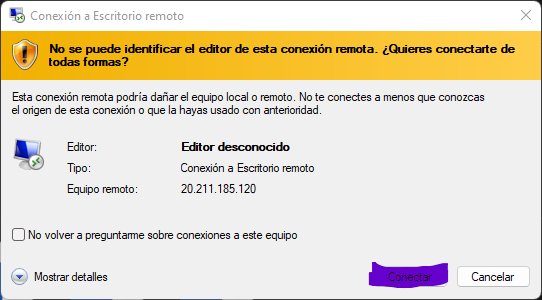 Conexión a Escritorio remoto
No se puede identificar el editor de esta conexión remota. ¿Quieres conectarte de
todas formas?
Esta conexión remota podría dañar el equipo local o remoto. No te conectes a menos que conozcas
el origen de esta conexión o que la hayas usado con anterioridad.
Editor: Editor desconocido
Tipo: Conexión a Escritorio remoto
Equipo remoto: 20.211.185.120
No volver a preguntarme sobre conexiones a este equipo
Mostrar detalles Conectar Cancelar